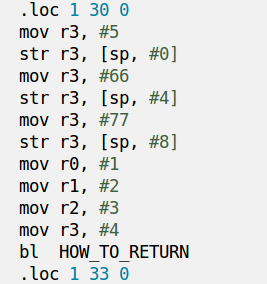 .loc 1 30 0
mov r3, #5
str r3, [sp, #0]
mov r3, #66
str r3, [sp, #4]
mov r3, #77
str r3, [sp, #8]
mov r0, #1
mov r1, #2
mov r2, #3
mov r3, #4
bl  HOW_TO_RETURN
.loc 1 33 0